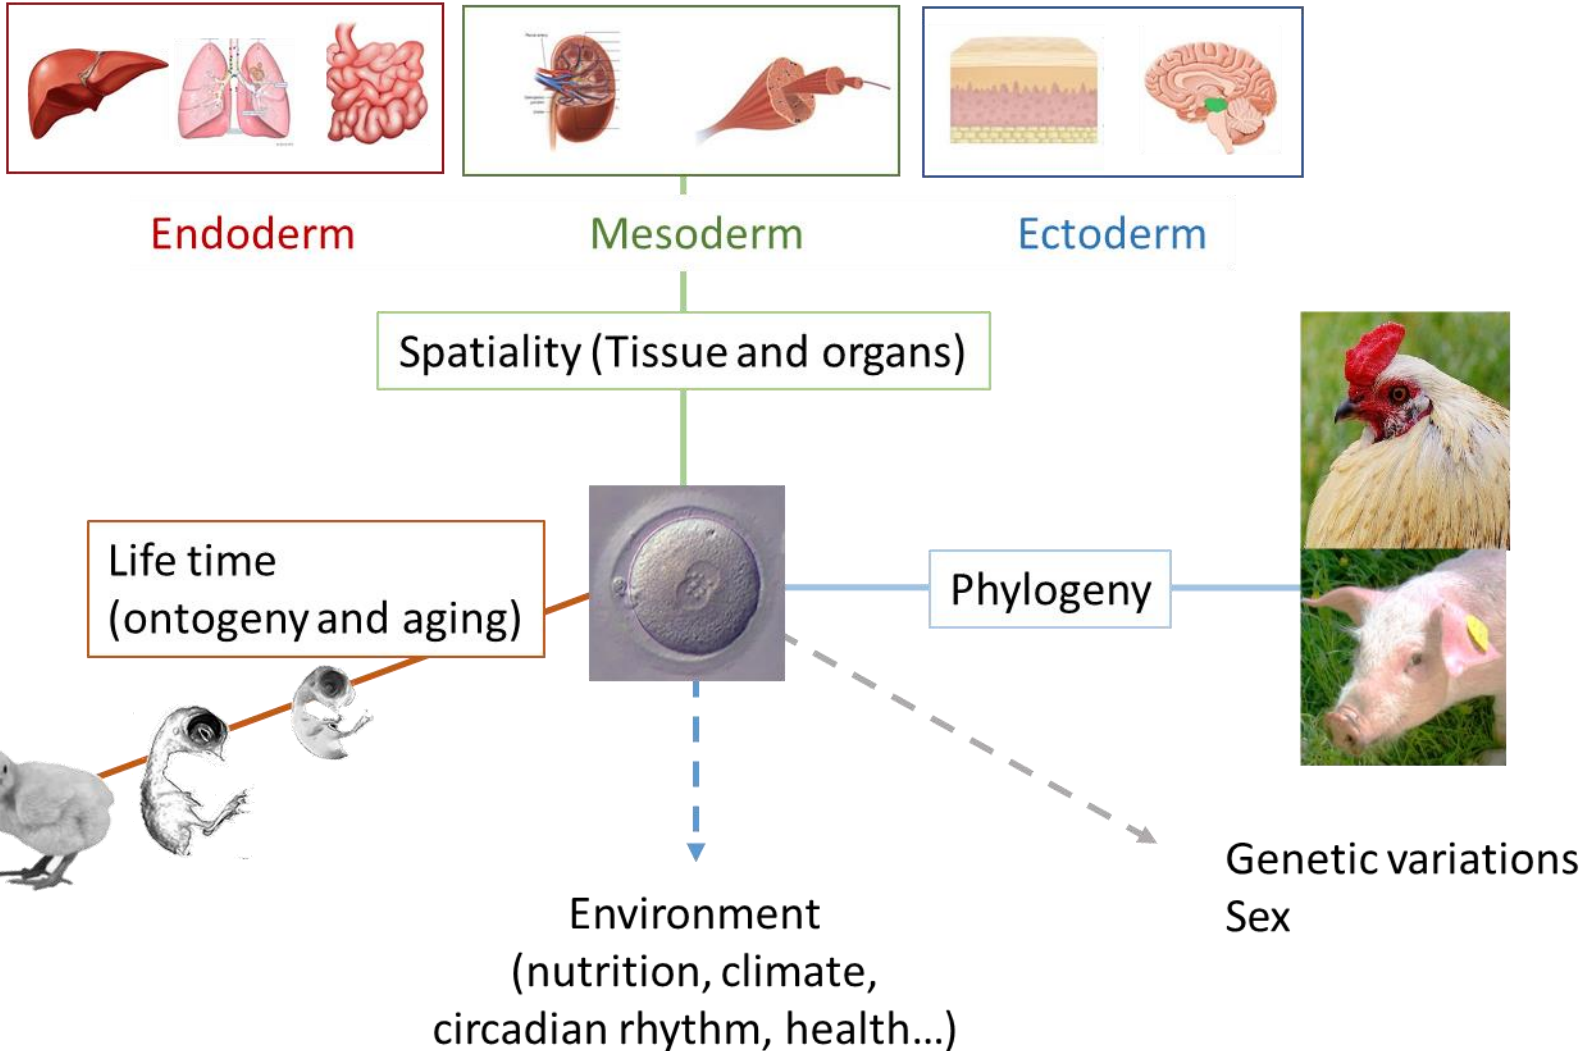 Endoderm
Mesoderm
Ectoderm
Spatiality (Tissue and organs)
Life time
(ontogeny and aging)
Phylogeny
Genetic variations
Sex
Environment
(nutrition, climate,
circadian rhythm, health...)